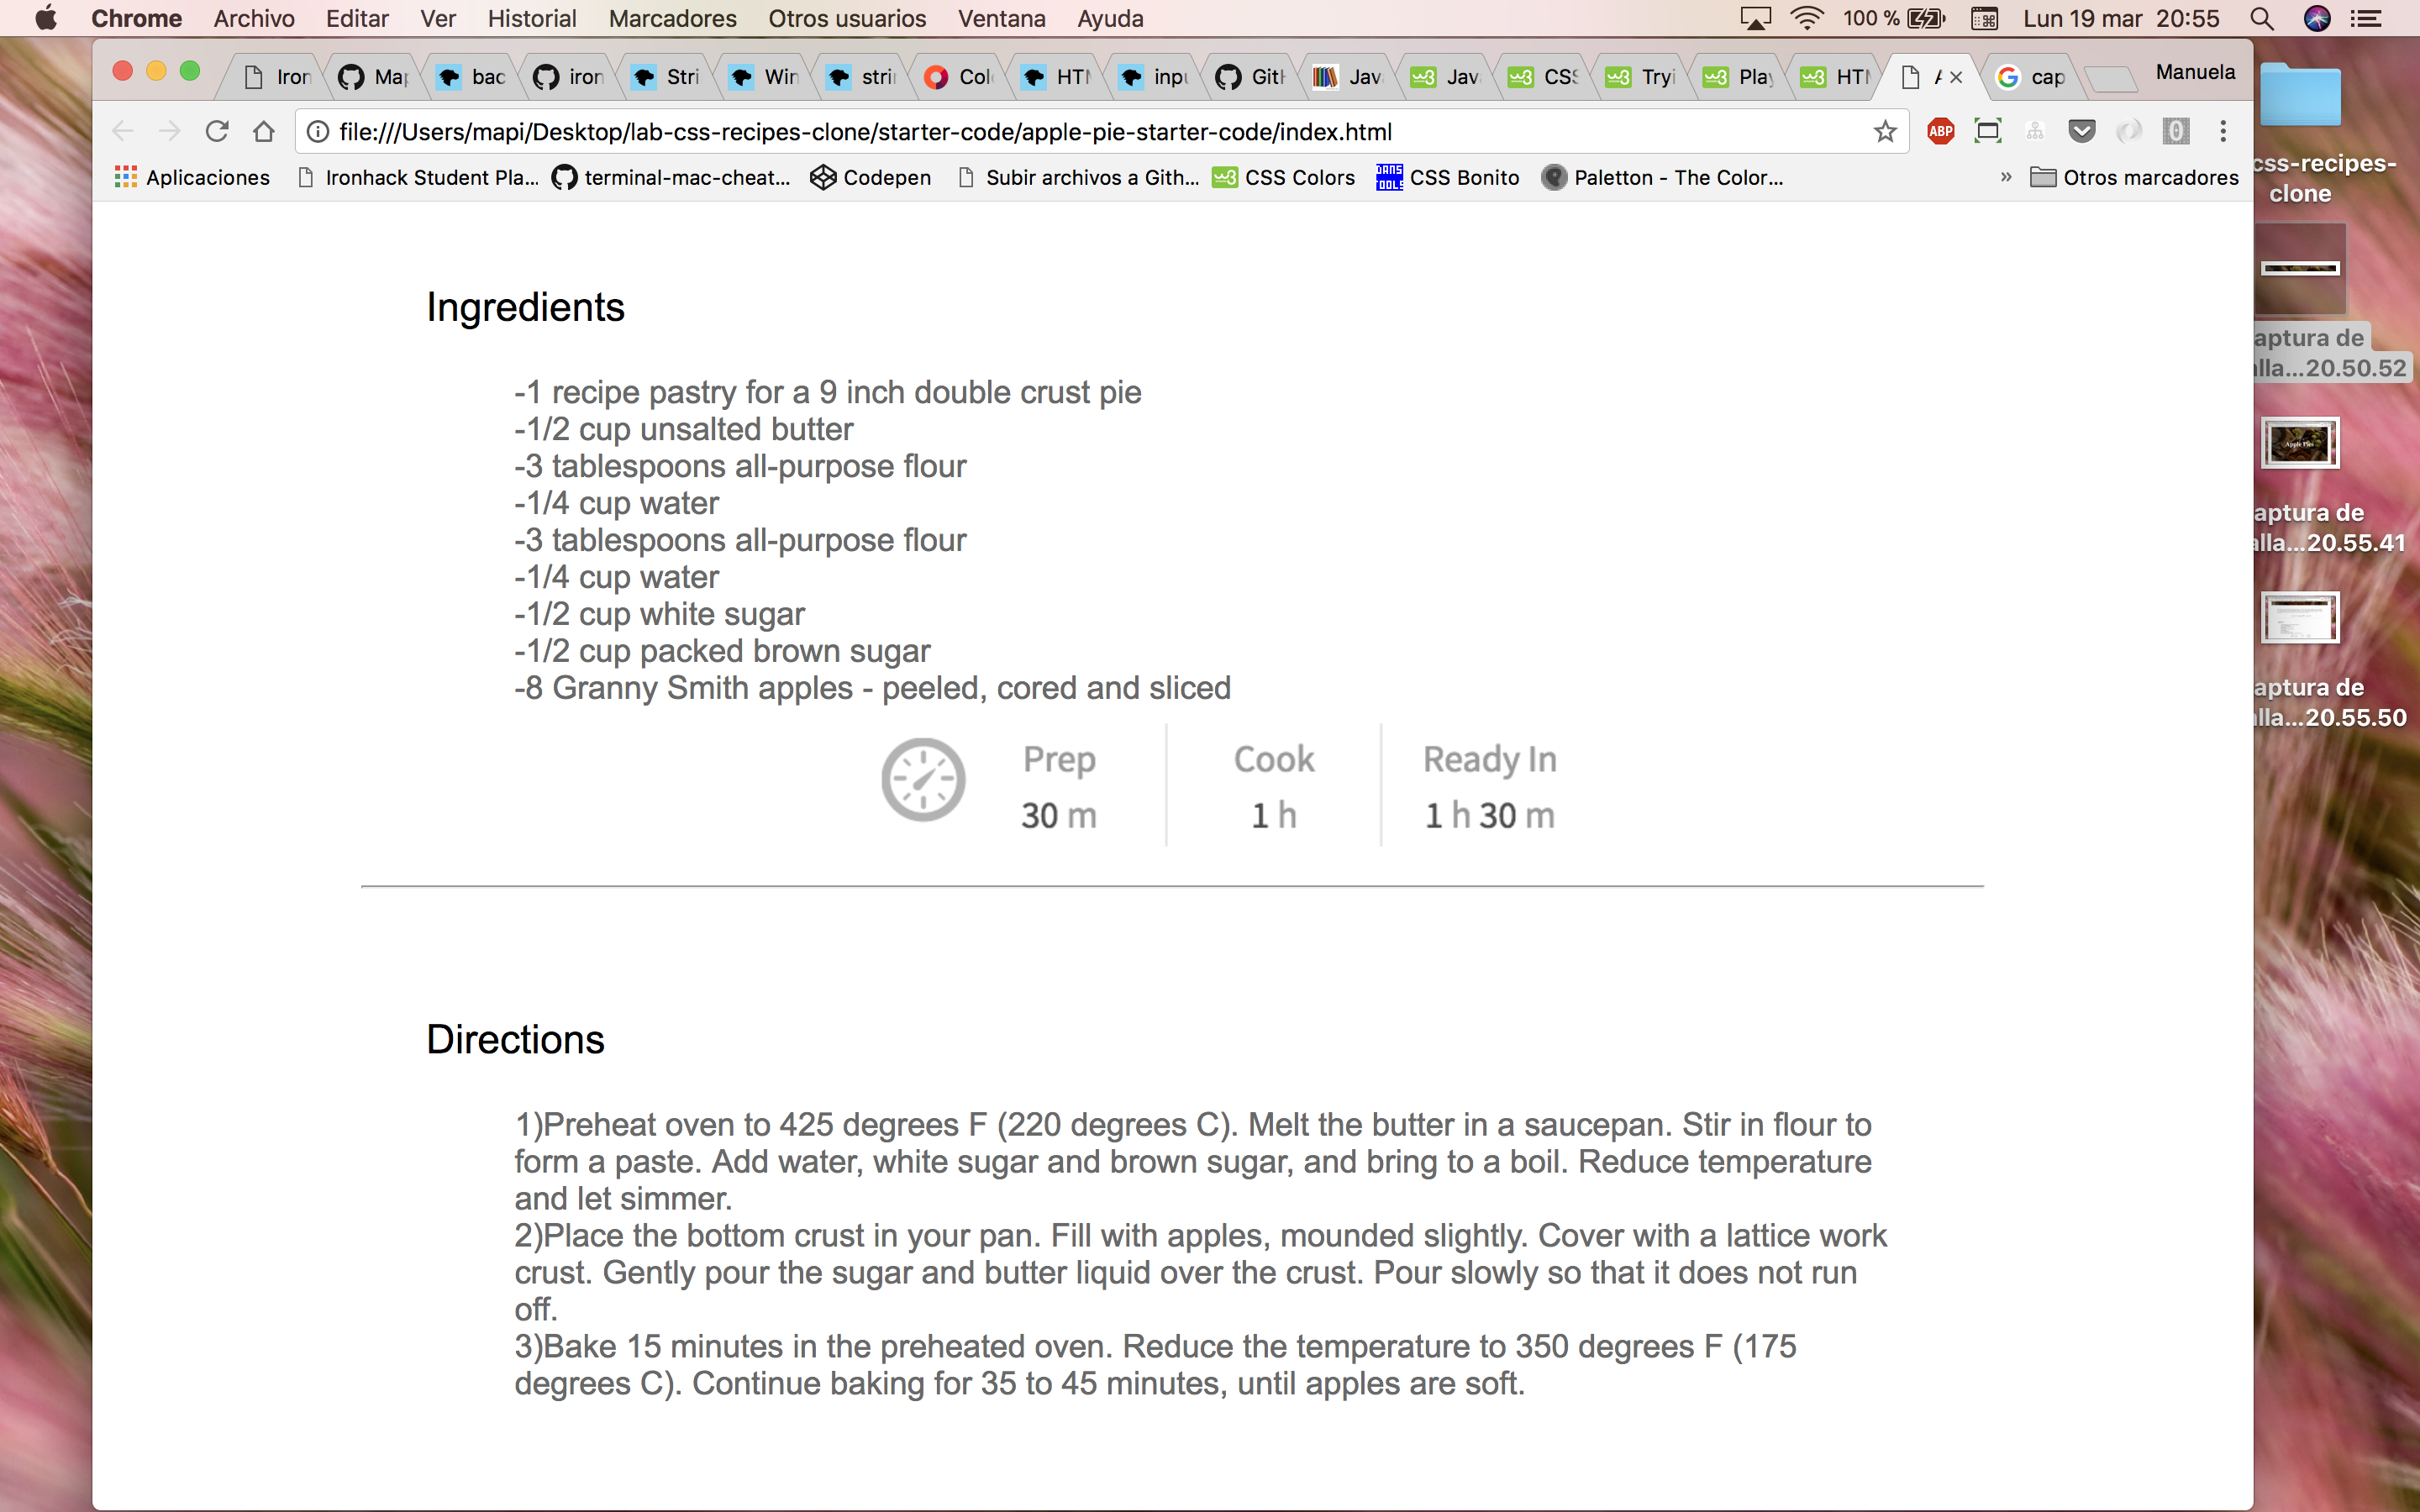 Chrome Archivo Editar Ver Historial Marcadores Otros usuarios Ventana Ayuda 100 % Lun 19 mar 20:55
Iron Map bac iron Stri Win stri Col HTM inpu GitH Java Java CSS Tryi Play HTM A cap Manuela
file:///Users/mapi/Desktop/lab-css-recipes-clone/starter-code/apple-pie-starter-code/index.html
ABP
Aplicaciones Ironhack Student Pla... terminal-mac-cheat... Codepen Subir archivos a Gith... CSS Colors CSS Bonito Paletton - The Color... » Otros marcadores
css-recipes-
clone
aptura de
lla...20.50.52
Apple Pies
aptura de
alla...20.55.41
aptura de
lla...20.55.50
Ingredients
-1 recipe pastry for a 9 inch double crust pie
-1/2 cup unsalted butter
-3 tablespoons all-purpose flour
-1/4 cup water
-3 tablespoons all-purpose flour
-1/4 cup water
-1/2 cup white sugar
-1/2 cup packed brown sugar
-8 Granny Smith apples - peeled, cored and sliced
Prep Cook Ready In
30 m 1 h 1 h 30 m
Directions
1)Preheat oven to 425 degrees F (220 degrees C). Melt the butter in a saucepan. Stir in flour to
form a paste. Add water, white sugar and brown sugar, and bring to a boil. Reduce temperature
and let simmer.
2)Place the bottom crust in your pan. Fill with apples, mounded slightly. Cover with a lattice work
crust. Gently pour the sugar and butter liquid over the crust. Pour slowly so that it does not run
off.
3)Bake 15 minutes in the preheated oven. Reduce the temperature to 350 degrees F (175
degrees C). Continue baking for 35 to 45 minutes, until apples are soft.